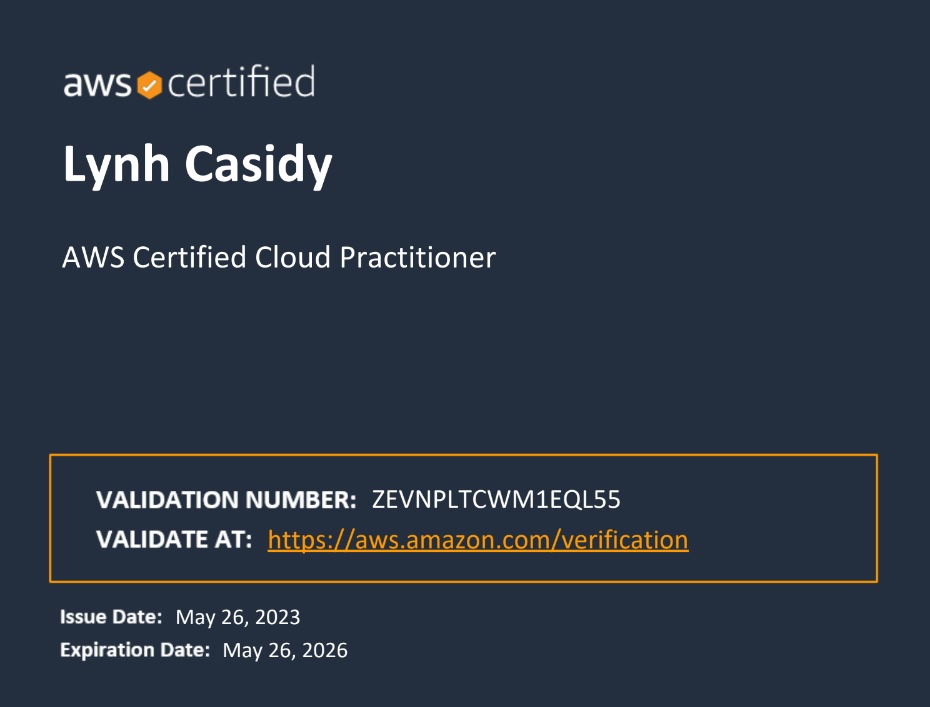 aws certified
Lynh Casidy
AWS Certified Cloud Practitioner
VALIDATION NUMBER: ZEVNPLTCWM1EQL55
VALIDATE AT: https://aws.amazon.com/verification
Issue Date: May 26, 2023
Expiration Date: May 26, 2026